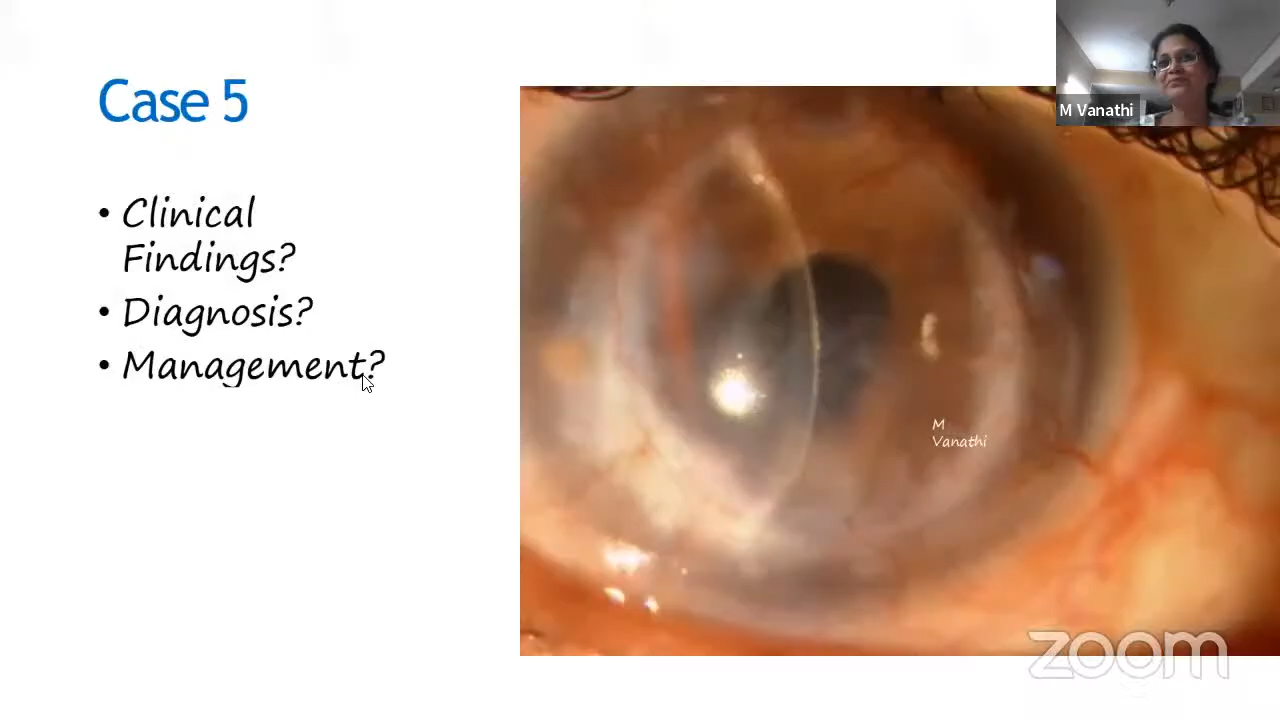 Case 5
• Clinical
Findings?
• Diagnosis?
• Management?
M Vanathi
M
Vanathi
zoom